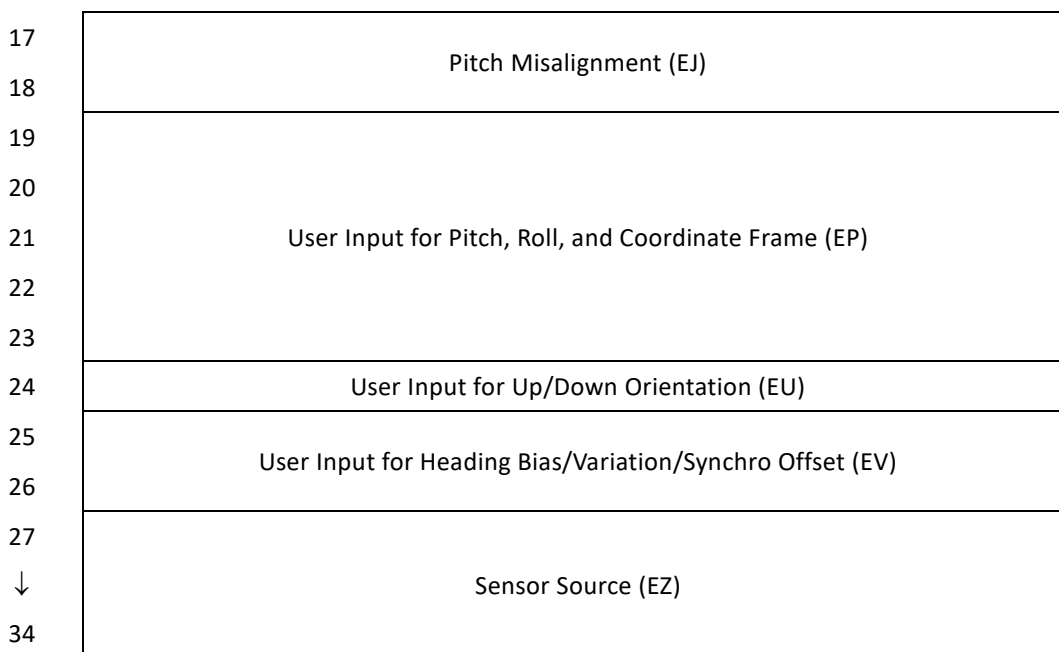 17
Pitch Misalignment (EJ)
18
19
20
21 User Input for Pitch, Roll, and Coordinate Frame (EP)
22
23
24 User Input for Up/Down Orientation (EU)
25
User Input for Heading Bias/Variation/Synchro Offset (EV)
26
27
↓ Sensor Source (EZ)
34